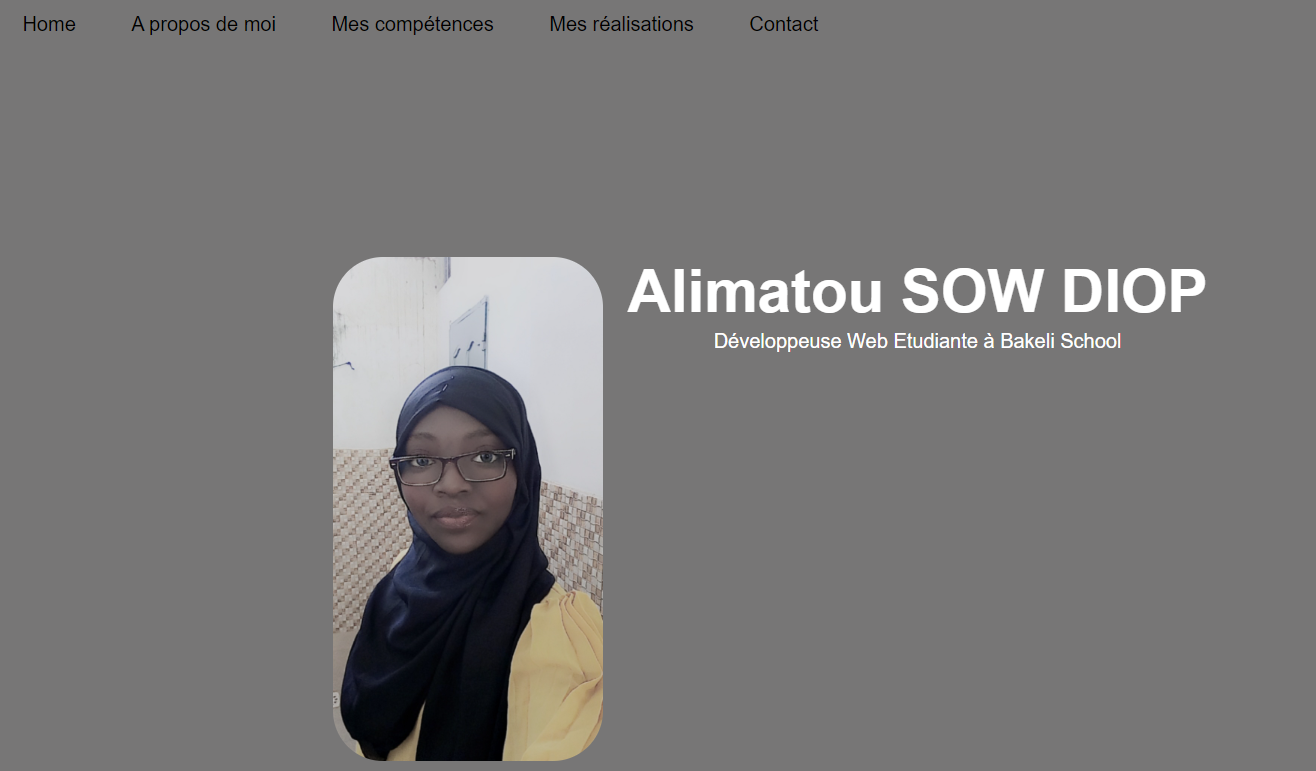 Home A propos de moi Mes compétences Mes réalisations Contact
Alimatou SOW DIOP
Développeuse Web Etudiante à Bakeli School